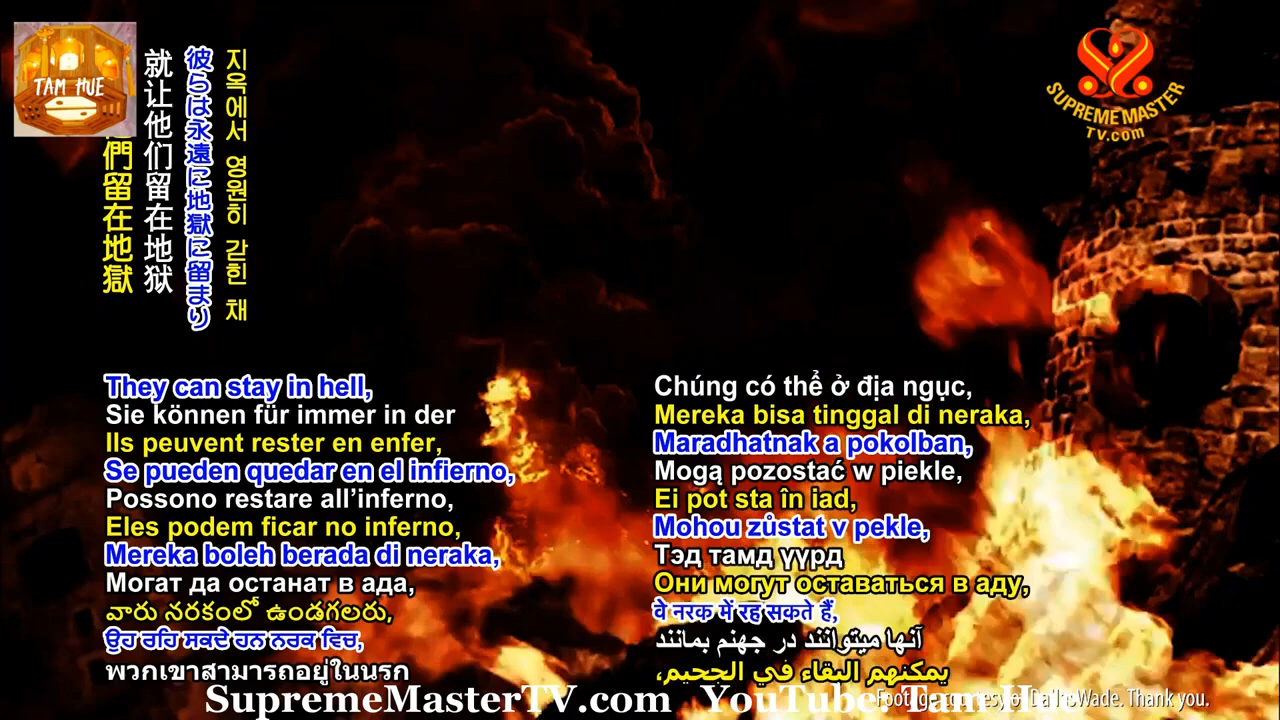 TAM HUE
SUPREME MASTER
TV.com
지옥에서 영원히 갇힌 채
彼らは永遠に地獄に留まり
就让他们留在地狱
們留在地獄
They can stay in hell,
Sie können für immer in der
Ils peuvent rester en enfer,
Se pueden quedar en el infierno,
Possono restare all’inferno,
Eles podem ficar no inferno,
Mereka boleh berada di neraka,
Могат да останат в ада,
వారు నరకంలో ఉండగలరు,
ਉਹ ਰਹਿ ਸਕਦੇ ਹਨ ਨਰਕ ਵਿਚ,
พวกเขาสามารถอยู่ในนรก
Chúng có thể ở địa ngục,
Mereka bisa tinggal di neraka,
Maradhatnak a pokolban,
Mogą pozostać w piekle,
Ei pot sta în iad,
Mohou zůstat v pekle,
Тэд тамд үүрд
Они могут оставаться в аду,
वे नरक में रह सकते हैं,
آنها میتوانند در جهنم بمانند
يمكنهم البقاء في الجحيم،
SupremeMasterTV.com YouTube: Tam
Wade. Thank you.